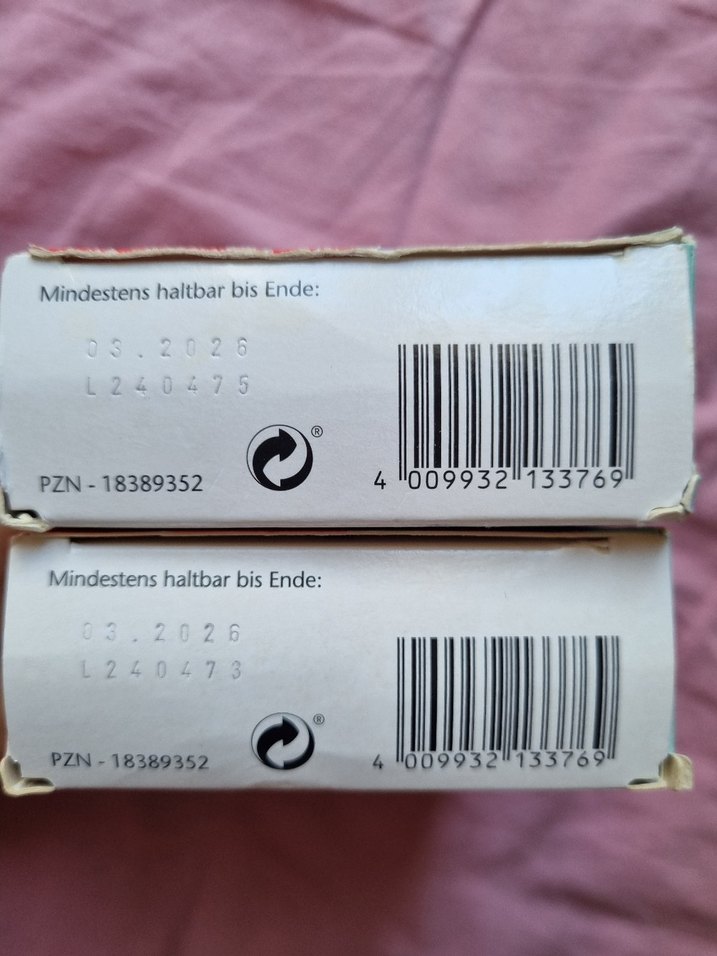 Mindestens haltbar bis Ende:
03.2026
L240475
®
PZN - 18389352
4 009932 133769
Mindestens haltbar bis Ende:
03.2026
L240473
®
PZN - 18389352
4 009932 133769